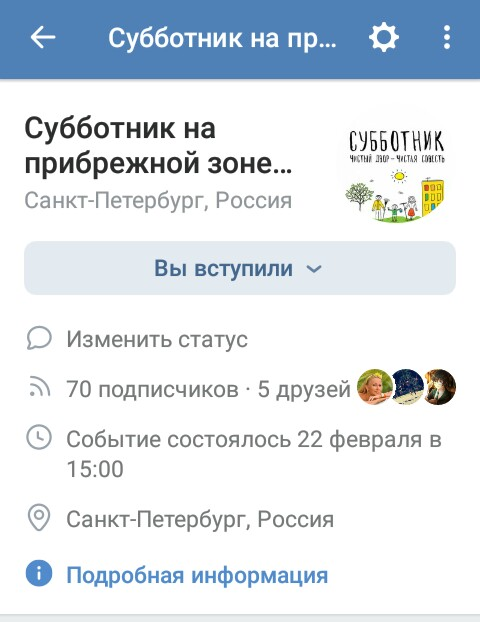 Субботник на пр...
Субботник на
прибрежной зоне...
Санкт-Петербург, Россия
СУББОТНИК
ЧИСТЫЙ ДВОР - ЧИСТАЯ СОВЕСТЬ
Вы вступили
Изменить статус
70 подписчиков · 5 друзей
Событие состоялось 22 февраля в
15:00
Санкт-Петербург, Россия
Подробная информация